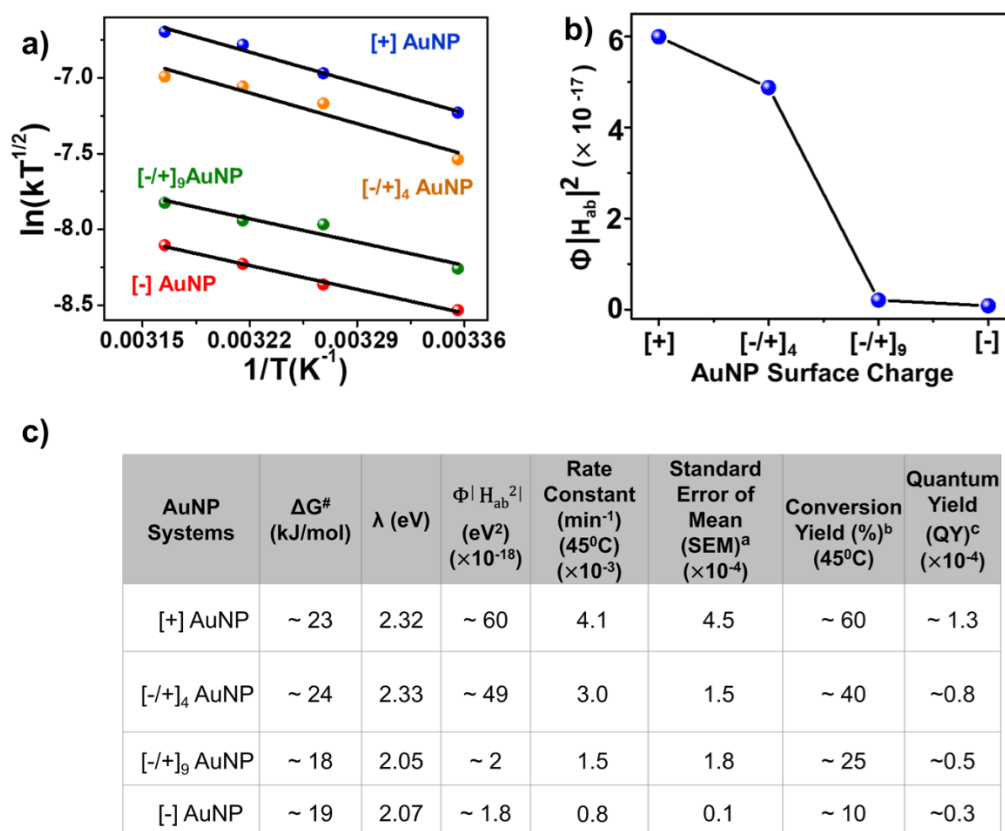 a)
[+] AuNP
-7.0
-7.5
-8.0
-8.5
ln(kT^1/2)
[-/+]₉AuNP
[-/+]₄ AuNP
[-] AuNP
0.00315 0.00322 0.00329 0.00336
1/T(K⁻¹)
b)
6
4
2
0
Φ|H_ab|² (× 10⁻¹⁷)
[+] [-/+]₄ [-/+]₉ [-]
AuNP Surface Charge
c)
AuNP Systems
ΔG# (kJ/mol)
λ (eV)
Φ|H_ab²| (eV²) (×10⁻¹⁸)
Rate Constant (min⁻¹) (45⁰C) (×10⁻³)
Standard Error of Mean (SEM)ᵃ (×10⁻⁴)
Conversion Yield (%)ᵇ (45⁰C)
Quantum Yield (QY)ᶜ (×10⁻⁴)
[+] AuNP ~ 23 2.32 ~ 60 4.1 4.5 ~ 60 ~ 1.3
[-/+]₄ AuNP ~ 24 2.33 ~ 49 3.0 1.5 ~ 40 ~0.8
[-/+]₉ AuNP ~ 18 2.05 ~ 2 1.5 1.8 ~ 25 ~0.5
[-] AuNP ~ 19 2.07 ~ 1.8 0.8 0.1 ~ 10 ~0.3